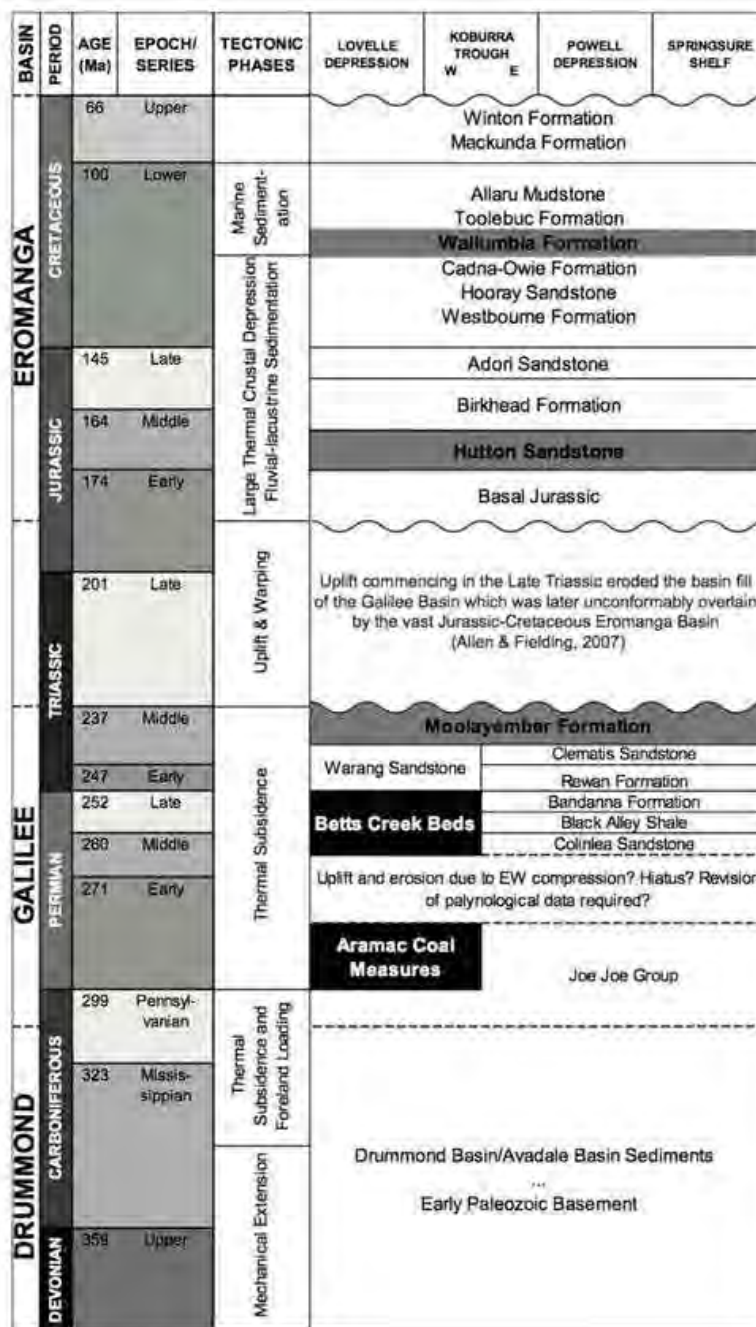 BASIN
PERIOD
AGE
(Ma)
EPOCH/
SERIES
TECTONIC
PHASES
LOVELLE
DEPRESSION
KOBURRA
TROUGH
W E
POWELL
DEPRESSION
SPRINGSURE
SHELF
EROMANGA
GALILEE
DRUMMOND
CRETACEOUS
JURASSIC
TRIASSIC
PERMIAN
CARBONIFEROUS
DEVONIAN
66 Upper
100 Lower
145 Late
164 Middle
174 Early
201 Late
237 Middle
247 Early
252 Late
260 Middle
271 Early
299 Pennsyl-
vanian
323 Missis-
sippian
359 Upper
Marine
Sediment-
ation
Large Thermal Crustal Depression
Fluvial-lacustrine Sedimentation
Uplift & Warping
Thermal Subsidence
Thermal
Subsidence and
Foreland Loading
Mechanical Extension
Winton Formation
Mackunda Formation
Allaru Mudstone
Toolebuc Formation
Wallumbia Formation
Cadna-Owie Formation
Hooray Sandstone
Westbourne Formation
Adori Sandstone
Birkhead Formation
Hutton Sandstone
Basal Jurassic
Uplift commencing in the Late Triassic eroded the basin fill
of the Galilee Basin which was later unconformably overlain
by the vast Jurassic-Cretaceous Eromanga Basin
(Allen & Fielding, 2007)
Moolayember Formation
Warang Sandstone
Clematis Sandstone
Rewan Formation
Betts Creek Beds
Bandanna Formation
Black Alley Shale
Colinlea Sandstone
Uplift and erosion due to EW compression? Hiatus? Revision
of palynological data required?
Aramac Coal
Measures
Joe Joe Group
Drummond Basin/Avadale Basin Sediments
...
Early Paleozoic Basement